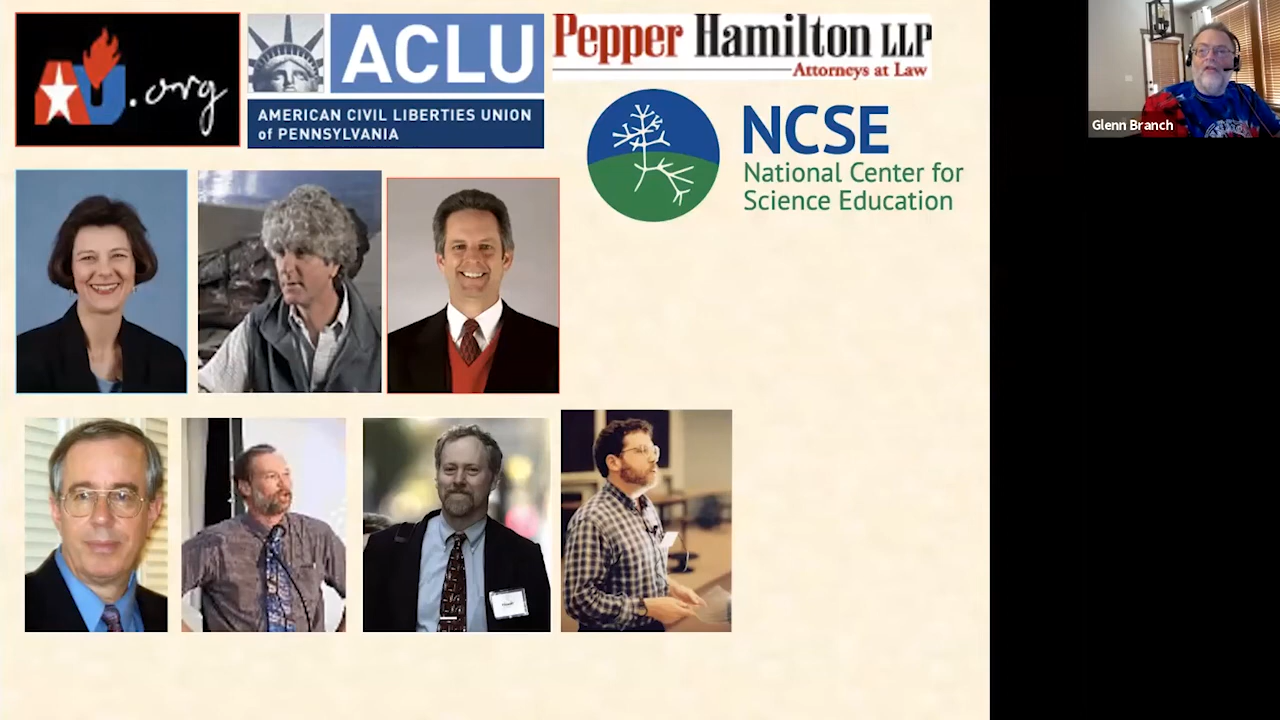 AU.org
ACLU
AMERICAN CIVIL LIBERTIES UNION
of PENNSYLVANIA
Pepper Hamilton LLP
Attorneys at Law
NCSE
National Center for
Science Education
Glenn Branch